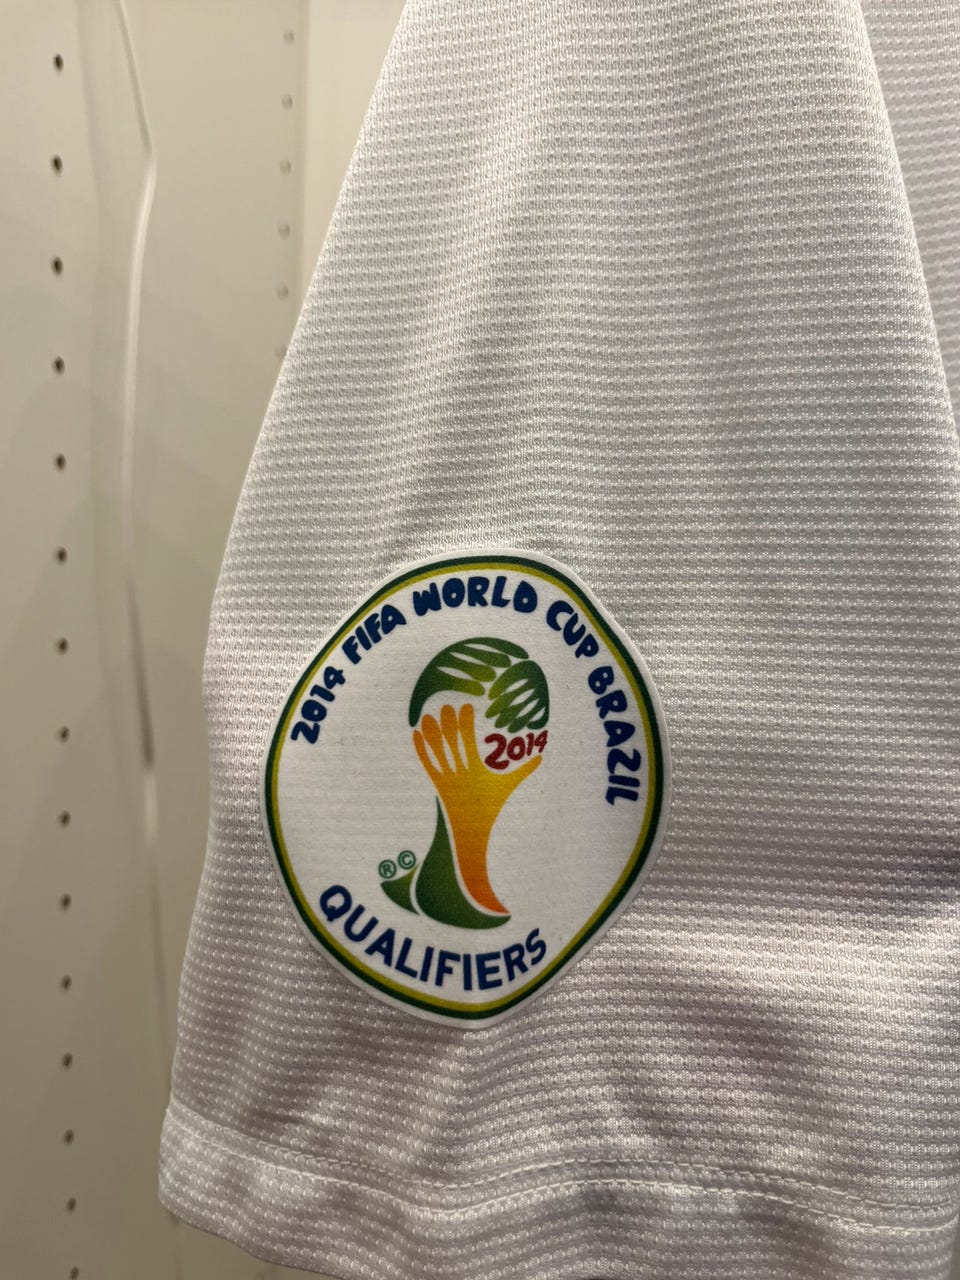 2014 FIFA WORLD CUP BRAZIL
2014
® ©
QUALIFIERS